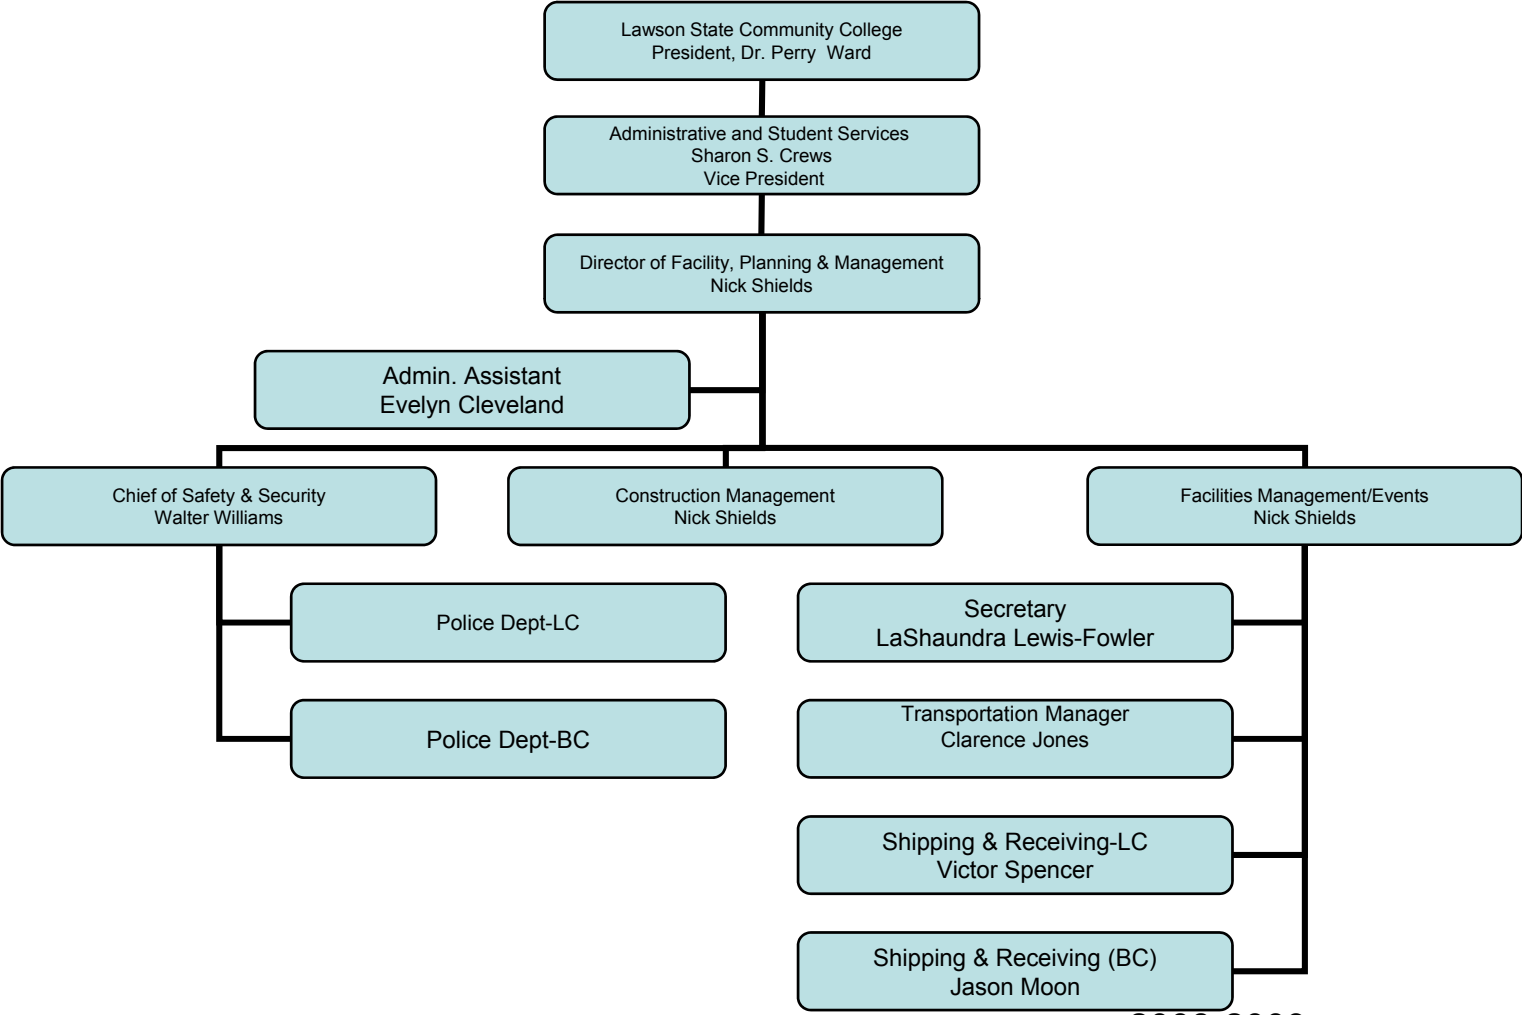 Lawson State Community College
President, Dr. Perry  Ward
Administrative and Student Services
Sharon S. Crews
Vice President
Director of Facility, Planning & Management
Nick Shields
Admin. Assistant
Evelyn Cleveland
Chief of Safety & Security
Walter Williams
Construction Management
Nick Shields
Facilities Management/Events
Nick Shields
Police Dept-LC
Police Dept-BC
Secretary
LaShaundra Lewis-Fowler
Transportation Manager
Clarence Jones
Shipping & Receiving-LC
Victor Spencer
Shipping & Receiving (BC)
Jason Moon